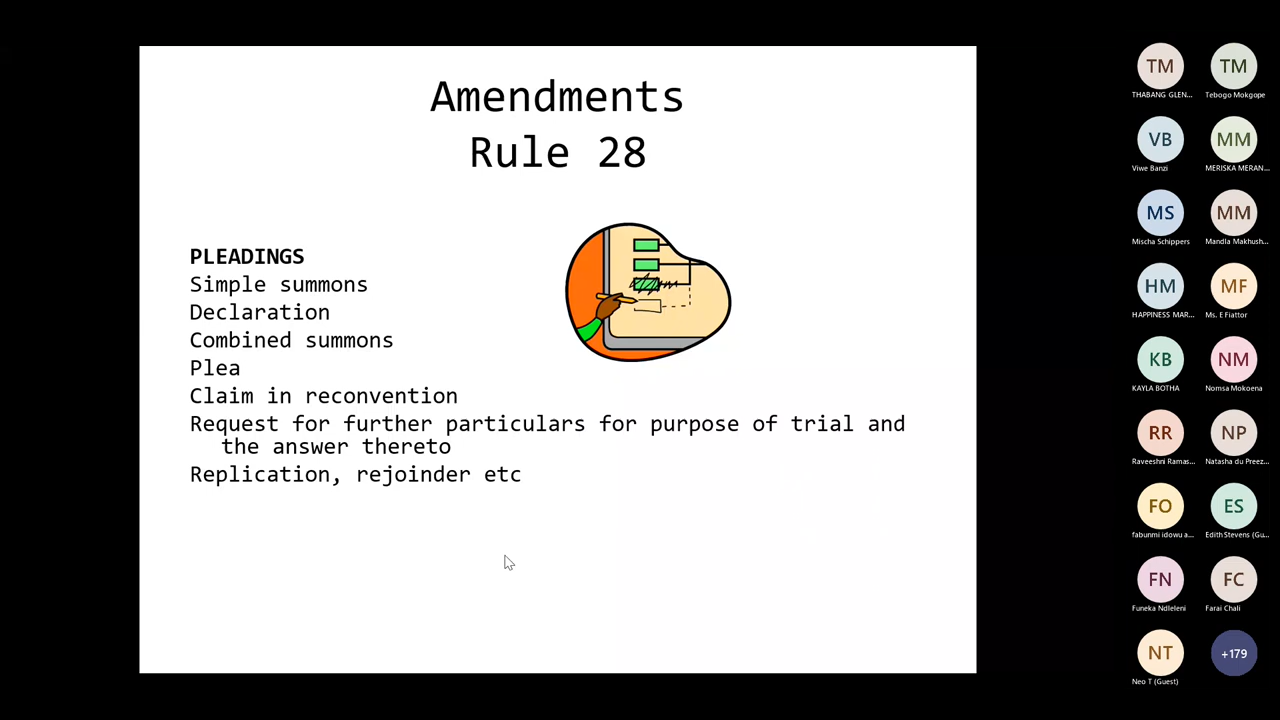 Amendments
Rule 28
PLEADINGS
Simple summons
Declaration
Combined summons
Plea
Claim in reconvention
Request for further particulars for purpose of trial and
the answer thereto
Replication, rejoinder etc
TM TM
THABANG GLEN... Tebogo Mokgope
VB MM
Viwe Banzi MERISKA MERAN...
MS MM
Mischa Schippers Mandla Makhush...
HM MF
HAPPINESS MAR... Ms. E Fiattor
KB NM
KAYLA BOTHA Nomsa Mokoena
RR NP
Raveeshni Ramas... Natasha du Preez...
FO ES
fabunmi idowu a... Edith Stevens (Gu...
FN FC
Funeka Ndleleni Farai Chali
NT +179
Neo T (Guest)